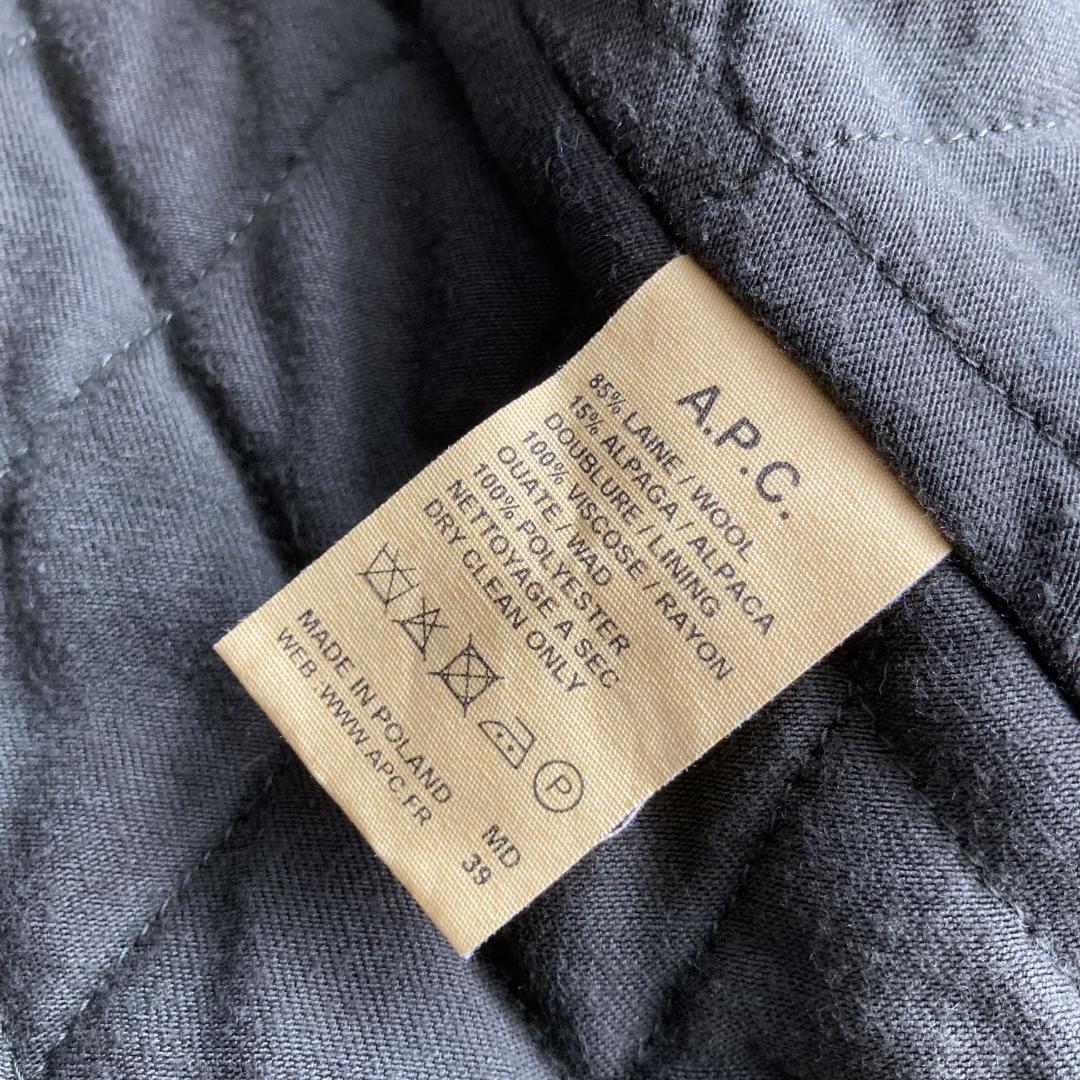 A.P.C.
85% LAINE / WOOL
15% ALPAGA / ALPACA
DOUBLURE / LINING
100% VISCOSE / RAYON
OUATE / WAD
100% POLYESTER
NETTOYAGE A SEC
DRY CLEAN ONLY
P
MADE IN POLAND
WEB : WWW.APC.FR
MD
39